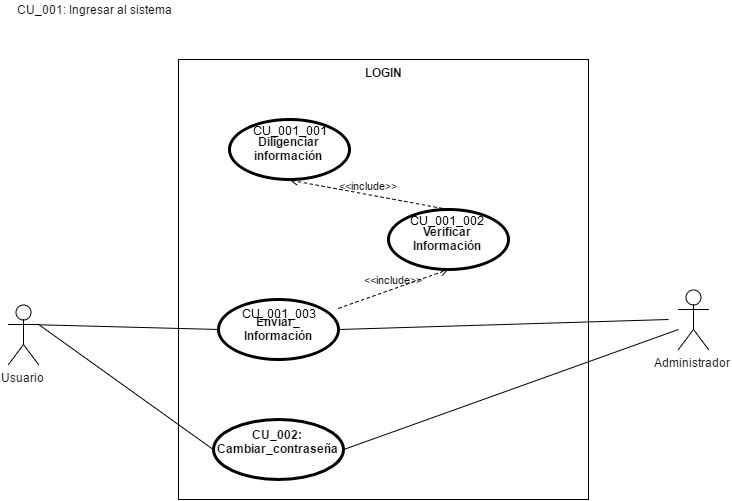 CU_001: Ingresar al sistema
LOGIN
CU_001_001
Diligenciar
información
<<include>>
CU_001_002
Verificar
Información
<<include>>
CU_001_003
Enviar_
Información
Usuario
Administrador
CU_002:
Cambiar_contraseña